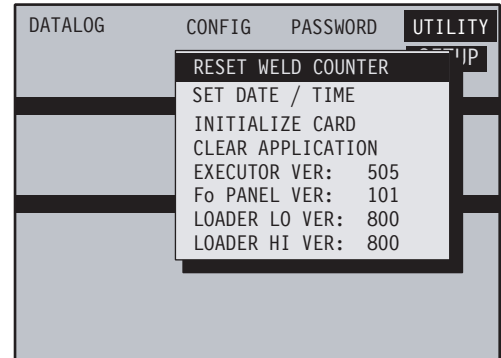 DATALOG CONFIG PASSWORD UTILITY
RESET WELD COUNTER
SET DATE / TIME
INITIALIZE CARD
CLEAR APPLICATION
EXECUTOR VER: 505
Fo PANEL VER: 101
LOADER LO VER: 800
LOADER HI VER: 800